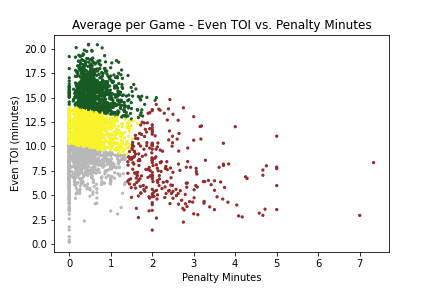 Average per Game - Even TOI vs. Penalty Minutes
Even TOI (minutes)
20.0
17.5
15.0
12.5
10.0
7.5
5.0
2.5
0.0
0 1 2 3 4 5 6 7
Penalty Minutes